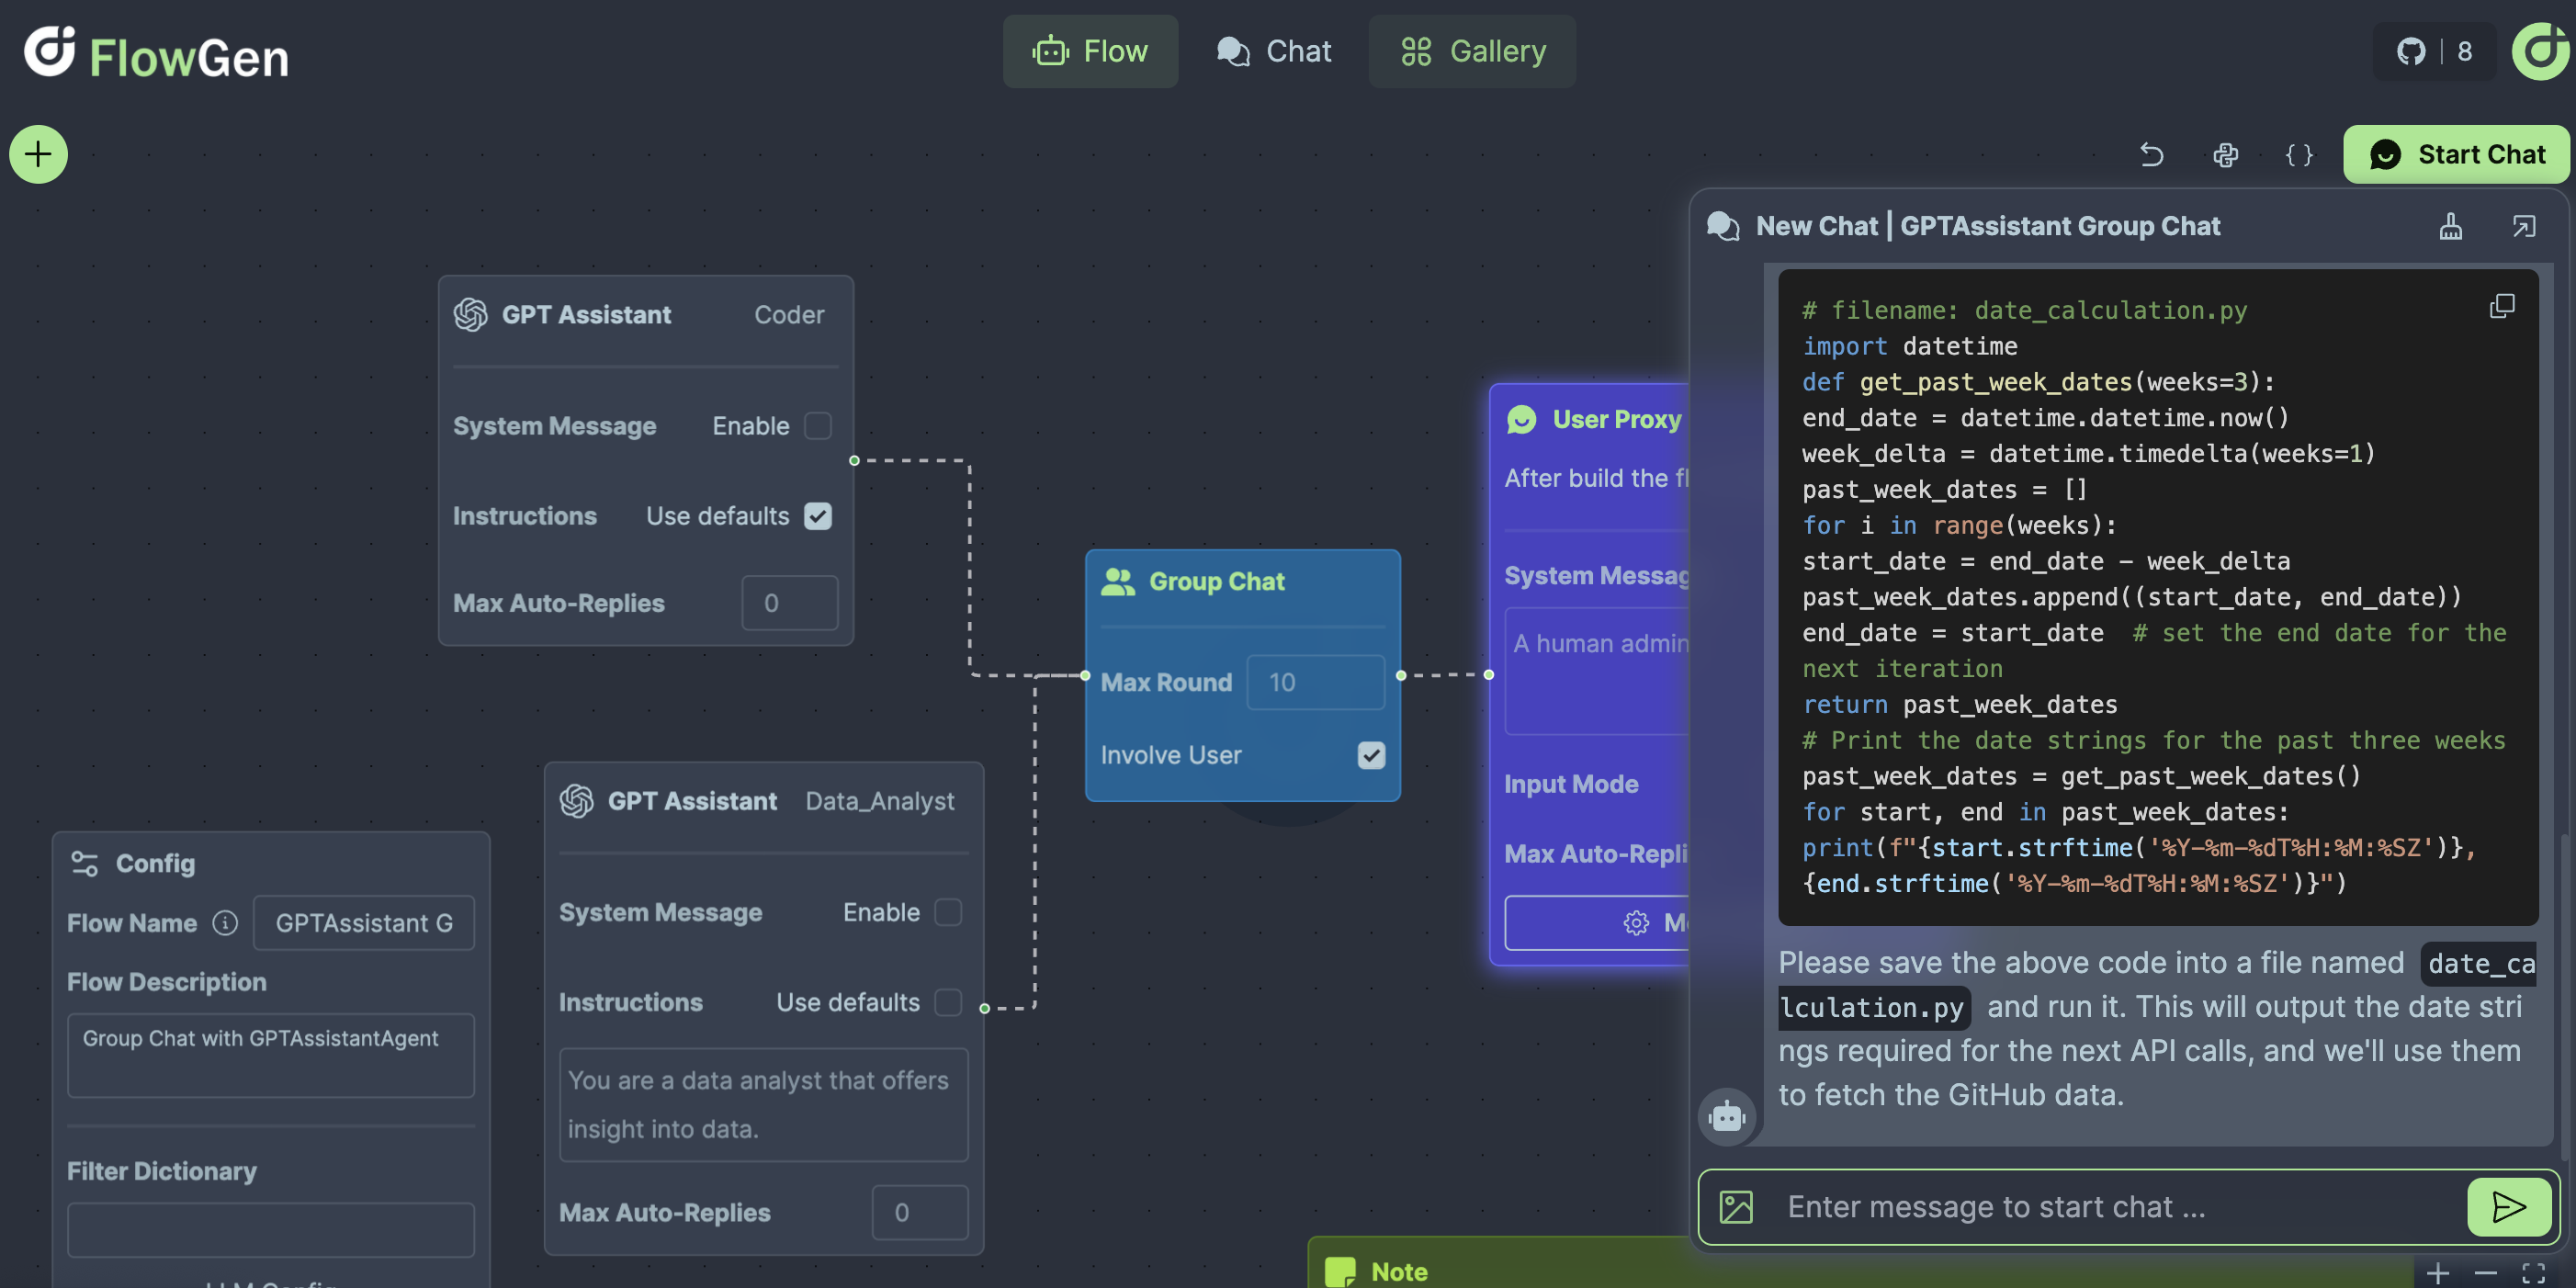 FlowGen
Flow
Chat
Gallery
8
Start Chat
GPT Assistant Coder
System Message Enable
Instructions Use defaults
Max Auto-Replies 0
Config
Flow Name GPTAssistant G
Flow Description
Group Chat with GPTAssistantAgent
Filter Dictionary
GPT Assistant Data_Analyst
System Message Enable
Instructions Use defaults
You are a data analyst that offers
insight into data.
Max Auto-Replies 0
Group Chat
Max Round 10
Involve User
User Proxy
After build the fl
System Messag
A human admin
Input Mode
Max Auto-Repli
Note
New Chat | GPTAssistant Group Chat
# filename: date_calculation.py
import datetime
def get_past_week_dates(weeks=3):
end_date = datetime.datetime.now()
week_delta = datetime.timedelta(weeks=1)
past_week_dates = []
for i in range(weeks):
start_date = end_date - week_delta
past_week_dates.append((start_date, end_date))
end_date = start_date # set the end date for the
next iteration
return past_week_dates
# Print the date strings for the past three weeks
past_week_dates = get_past_week_dates()
for start, end in past_week_dates:
print(f"{start.strftime('%Y-%m-%dT%H:%M:%SZ')},
{end.strftime('%Y-%m-%dT%H:%M:%SZ')}")
Please save the above code into a file named date_ca
lculation.py and run it. This will output the date stri
ngs required for the next API calls, and we'll use them
to fetch the GitHub data.
Enter message to start chat ...